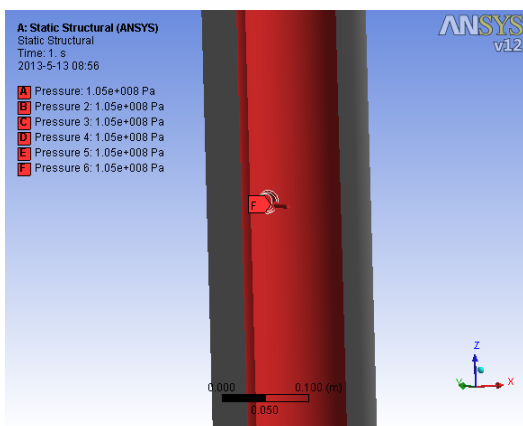 A: Static Structural (ANSYS)
Static Structural
Time: 1. s
2013-5-13 08:56
A Pressure: 1.05e+008 Pa
B Pressure 2: 1.05e+008 Pa
C Pressure 3: 1.05e+008 Pa
D Pressure 4: 1.05e+008 Pa
E Pressure 5: 1.05e+008 Pa
F Pressure 6: 1.05e+008 Pa
ANSYS
v12
F
0.000 0.100 (m)
0.050
Z
Y X